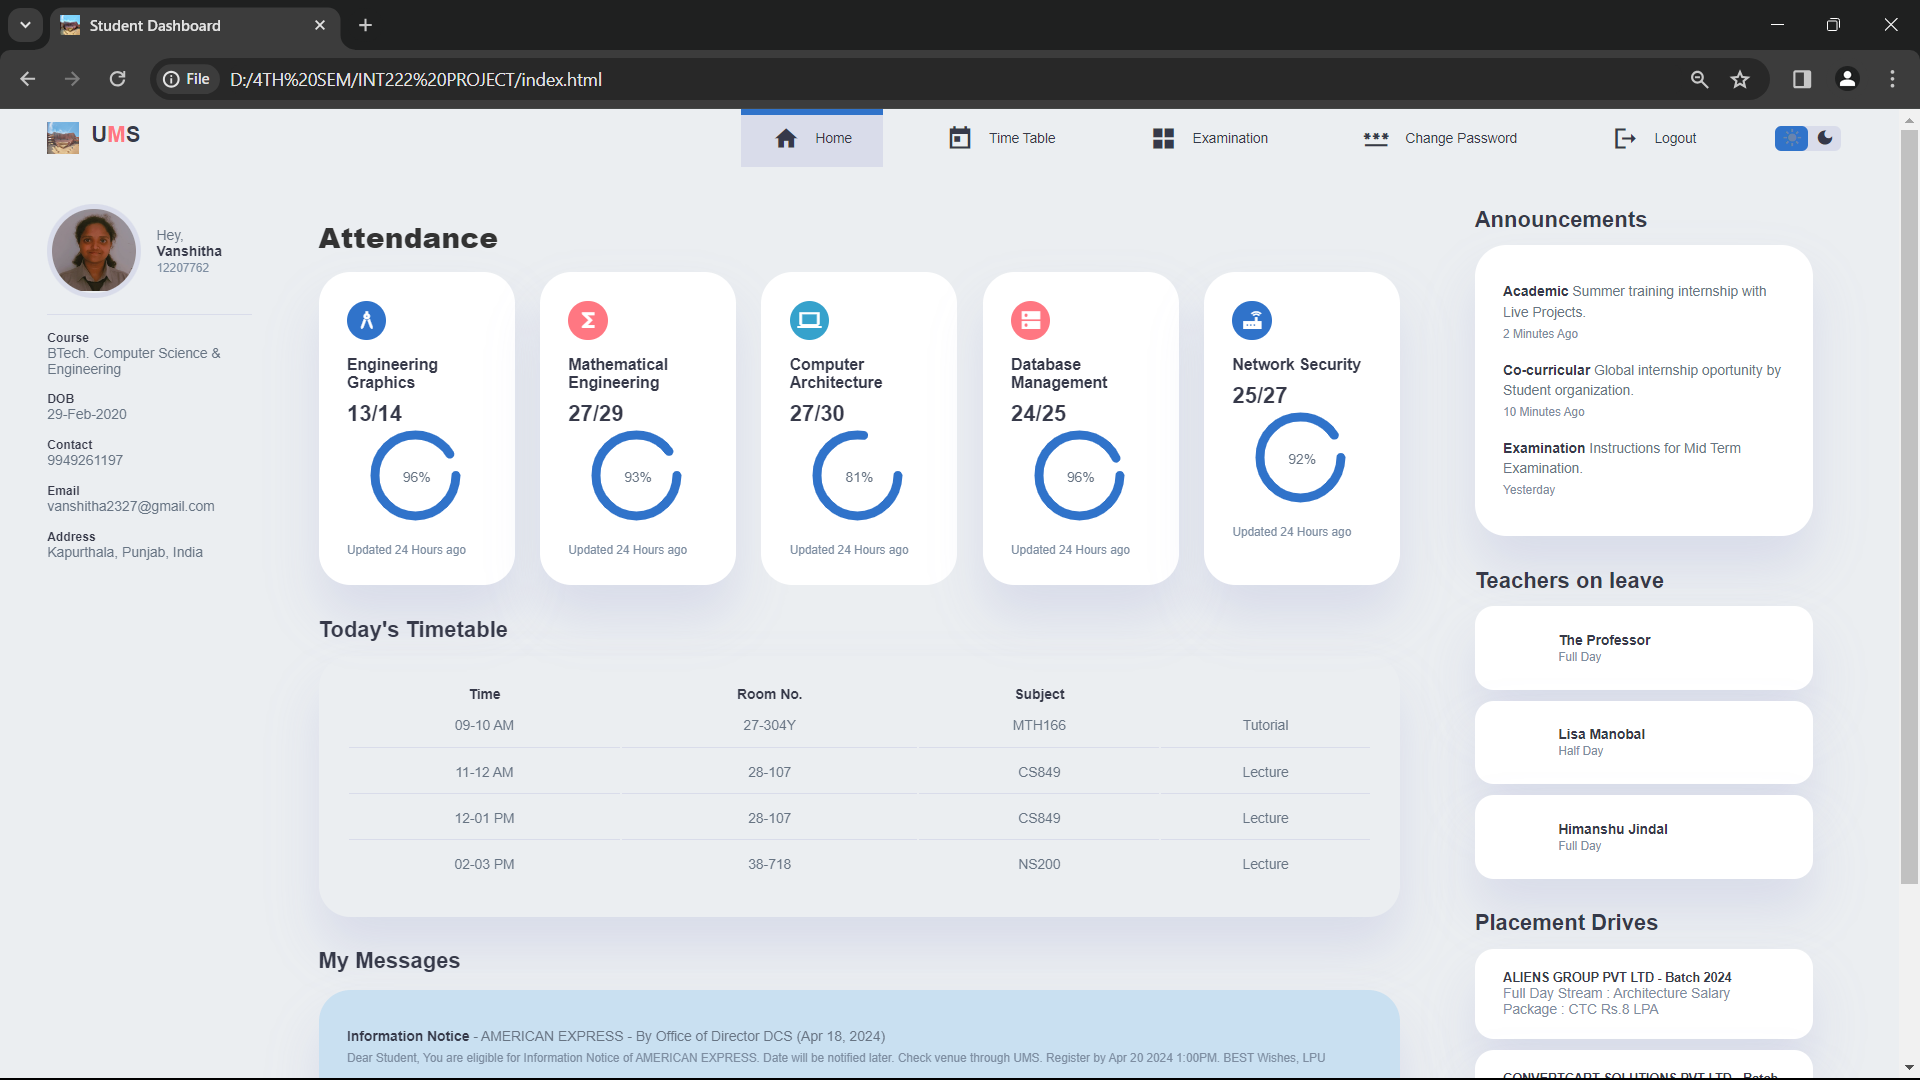 Student Dashboard
File
D:/4TH%20SEM/INT222%20PROJECT/index.html
UMS
Home
Time Table
Examination
Change Password
Logout
Hey,
Vanshitha
12207762
Course
BTech. Computer Science &
Engineering
DOB
29-Feb-2020
Contact
9949261197
Email
vanshitha2327@gmail.com
Address
Kapurthala, Punjab, India
Attendance
Engineering
Graphics
13/14
96%
Updated 24 Hours ago
Mathematical
Engineering
27/29
93%
Updated 24 Hours ago
Computer
Architecture
27/30
81%
Updated 24 Hours ago
Database
Management
24/25
96%
Updated 24 Hours ago
Network Security
25/27
92%
Updated 24 Hours ago
Today's Timetable
Time Room No. Subject
09-10 AM 27-304Y MTH166 Tutorial
11-12 AM 28-107 CS849 Lecture
12-01 PM 28-107 CS849 Lecture
02-03 PM 38-718 NS200 Lecture
My Messages
Information Notice - AMERICAN EXPRESS - By Office of Director DCS (Apr 18, 2024)
Dear Student, You are eligible for Information Notice of AMERICAN EXPRESS. Date will be notified later. Check venue through UMS. Register by Apr 20 2024 1:00PM. BEST Wishes, LPU
Announcements
Academic Summer training internship with
Live Projects.
2 Minutes Ago
Co-curricular Global internship oportunity by
Student organization.
10 Minutes Ago
Examination Instructions for Mid Term
Examination.
Yesterday
Teachers on leave
The Professor
Full Day
Lisa Manobal
Half Day
Himanshu Jindal
Full Day
Placement Drives
ALIENS GROUP PVT LTD - Batch 2024
Full Day Stream : Architecture Salary
Package : CTC Rs.8 LPA
CONVERTCART SOLUTIONS PVT LTD - Batch